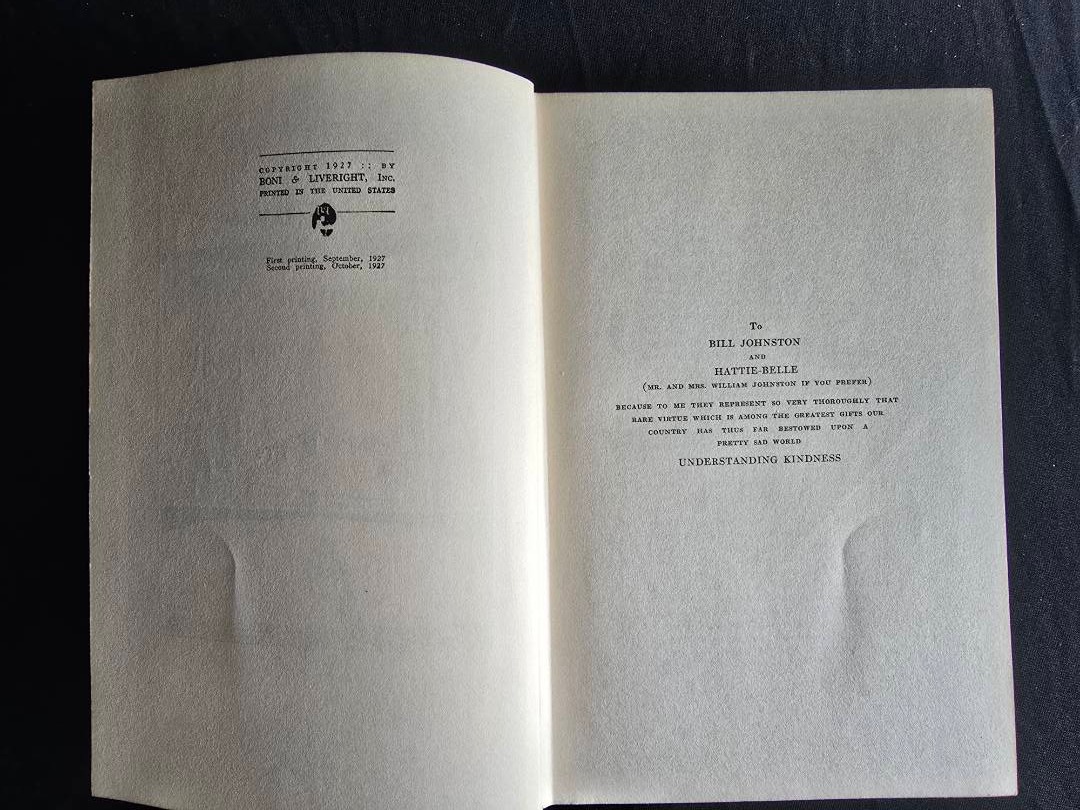 COPYRIGHT 1927 :: BY
BONI & LIVERIGHT, INC.
PRINTED IN THE UNITED STATES
First printing, September, 1927
Second printing, October, 1927
To
BILL JOHNSTON
AND
HATTIE-BELLE
(MR. AND MRS. WILLIAM JOHNSTON IF YOU PREFER)
BECAUSE TO ME THEY REPRESENT SO VERY THOROUGHLY THAT
RARE VIRTUE WHICH IS AMONG THE GREATEST GIFTS OUR
COUNTRY HAS THUS FAR BESTOWED UPON A
PRETTY SAD WORLD
UNDERSTANDING KINDNESS